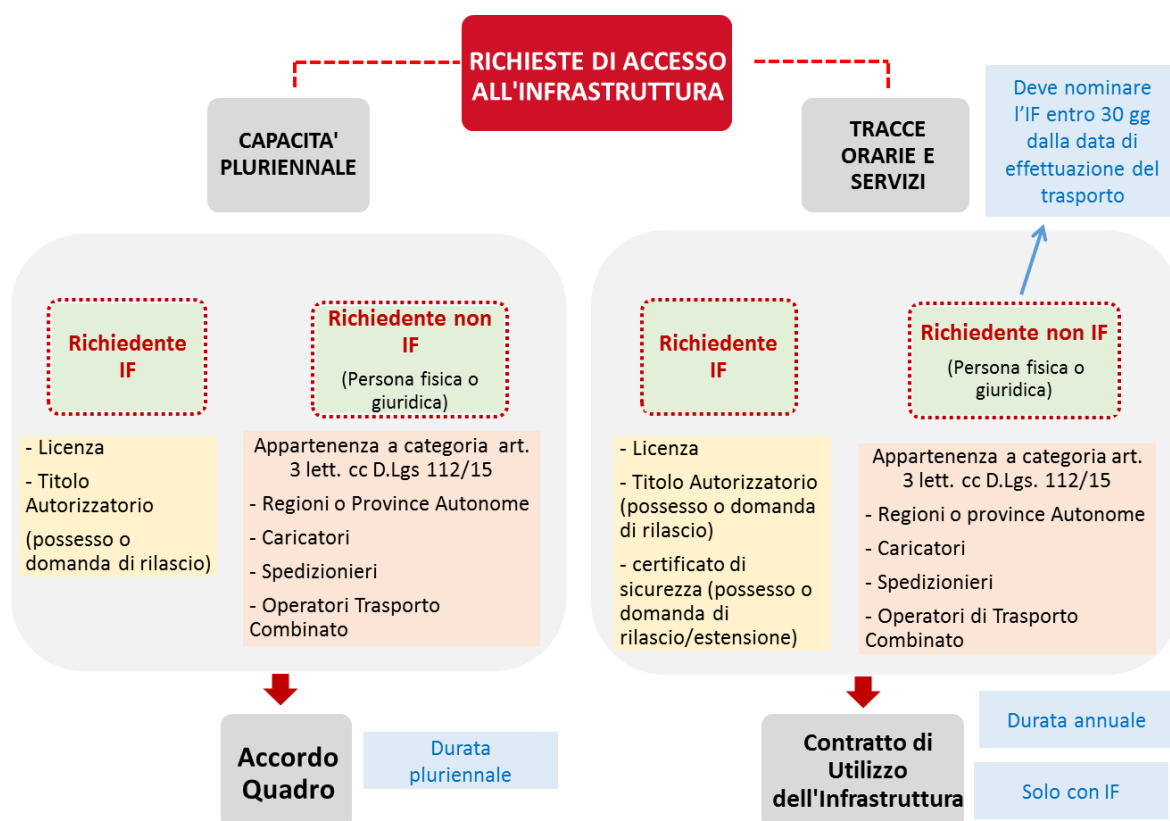 RICHIESTE DI ACCESSO
ALL'INFRASTRUTTURA
CAPACITA'
PLURIENNALE
TRACCE
ORARIE E
SERVIZI
Deve nominare
l'IF entro 30 gg
dalla data di
effettuazione del
trasporto
Richiedente
IF
Richiedente non
IF
(Persona fisica o
giuridica)
- Licenza
- Titolo
Autorizzatorio
(possesso o
domanda di rilascio)
Appartenenza a categoria art.
3 lett. cc D.Lgs 112/15
- Regioni o Province Autonome
- Caricatori
- Spedizionieri
- Operatori Trasporto
Combinato
Richiedente
IF
Richiedente non IF
(Persona fisica o
giuridica)
- Licenza
- Titolo Autorizzatorio
(possesso o domanda
di rilascio)
- certificato di
sicurezza (possesso o
domanda di
rilascio/estensione)
Appartenenza a categoria art.
3 lett. cc D.Lgs. 112/15
- Regioni o province Autonome
- Caricatori
- Spedizionieri
- Operatori di Trasporto
Combinato
Accordo
Quadro
Durata
pluriennale
Contratto di
Utilizzo
dell'Infrastruttura
Durata annuale
Solo con IF